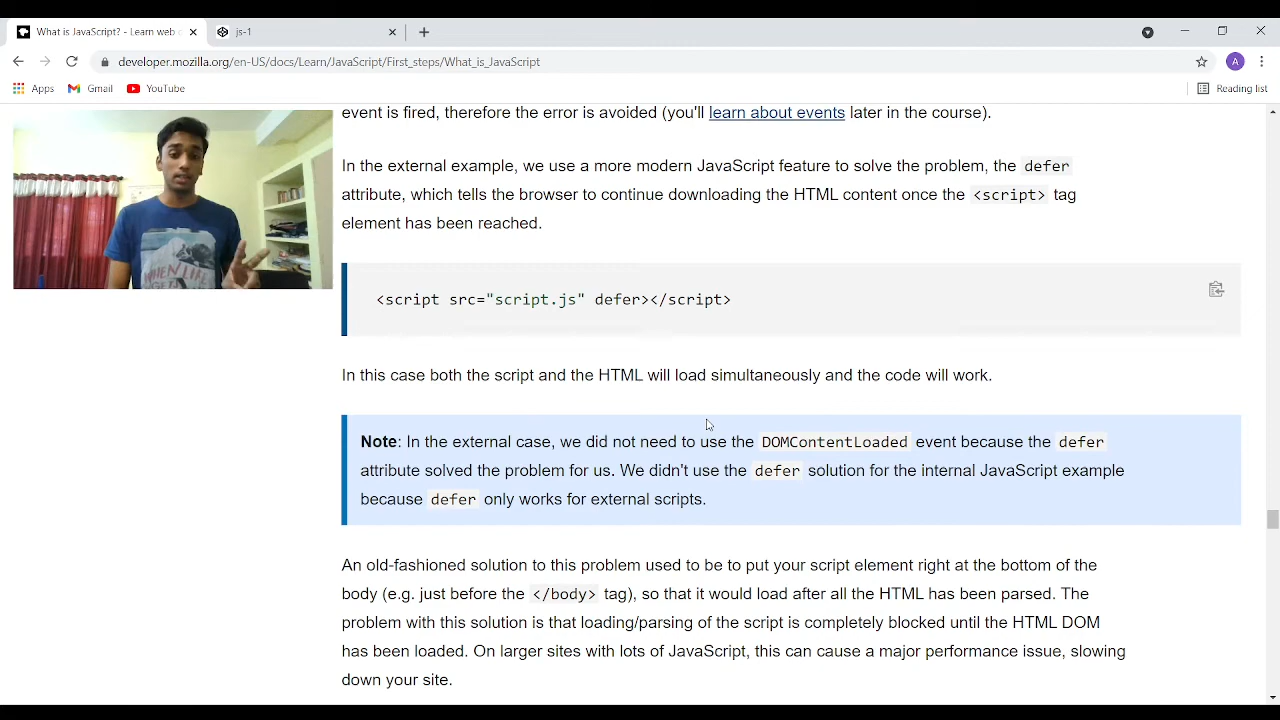 What is JavaScript? - Learn web
js-1
developer.mozilla.org/en-US/docs/Learn/JavaScript/First_steps/What_is_JavaScript
A
Apps
Gmail
YouTube
Reading list
event is fired, therefore the error is avoided (you'll learn about events later in the course).
In the external example, we use a more modern JavaScript feature to solve the problem, the defer
attribute, which tells the browser to continue downloading the HTML content once the <script> tag
element has been reached.
<script src="script.js" defer></script>
In this case both the script and the HTML will load simultaneously and the code will work.
Note: In the external case, we did not need to use the DOMContentLoaded event because the defer
attribute solved the problem for us. We didn't use the defer solution for the internal JavaScript example
because defer only works for external scripts.
An old-fashioned solution to this problem used to be to put your script element right at the bottom of the
body (e.g. just before the </body> tag), so that it would load after all the HTML has been parsed. The
problem with this solution is that loading/parsing of the script is completely blocked until the HTML DOM
has been loaded. On larger sites with lots of JavaScript, this can cause a major performance issue, slowing
down your site.
WHEN LIFE